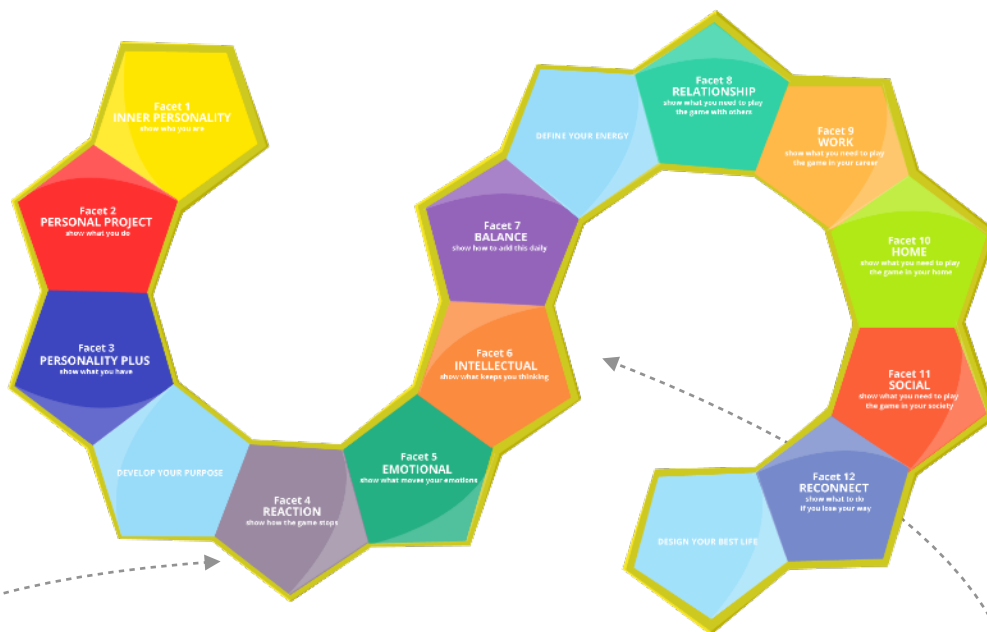 Facet 1
INNER PERSONALITY
show who you are
Facet 2
PERSONAL PROJECT
show what you do
Facet 3
PERSONALITY PLUS
show what you have
DEVELOP YOUR PURPOSE
Facet 4
REACTION
show how the game stops
Facet 5
EMOTIONAL
show what moves your emotions
Facet 6
INTELLECTUAL
show what keeps you thinking
Facet 7
BALANCE
show how to add this daily
DEFINE YOUR ENERGY
Facet 8
RELATIONSHIP
show what you need to play
the game with others
Facet 9
WORK
show what you need to play
the game in your career
Facet 10
HOME
show what you need to play
the game in your home
Facet 11
SOCIAL
show what you need to play
the game in your society
Facet 12
RECONNECT
show what to do
if you lose your way
DESIGN YOUR BEST LIFE